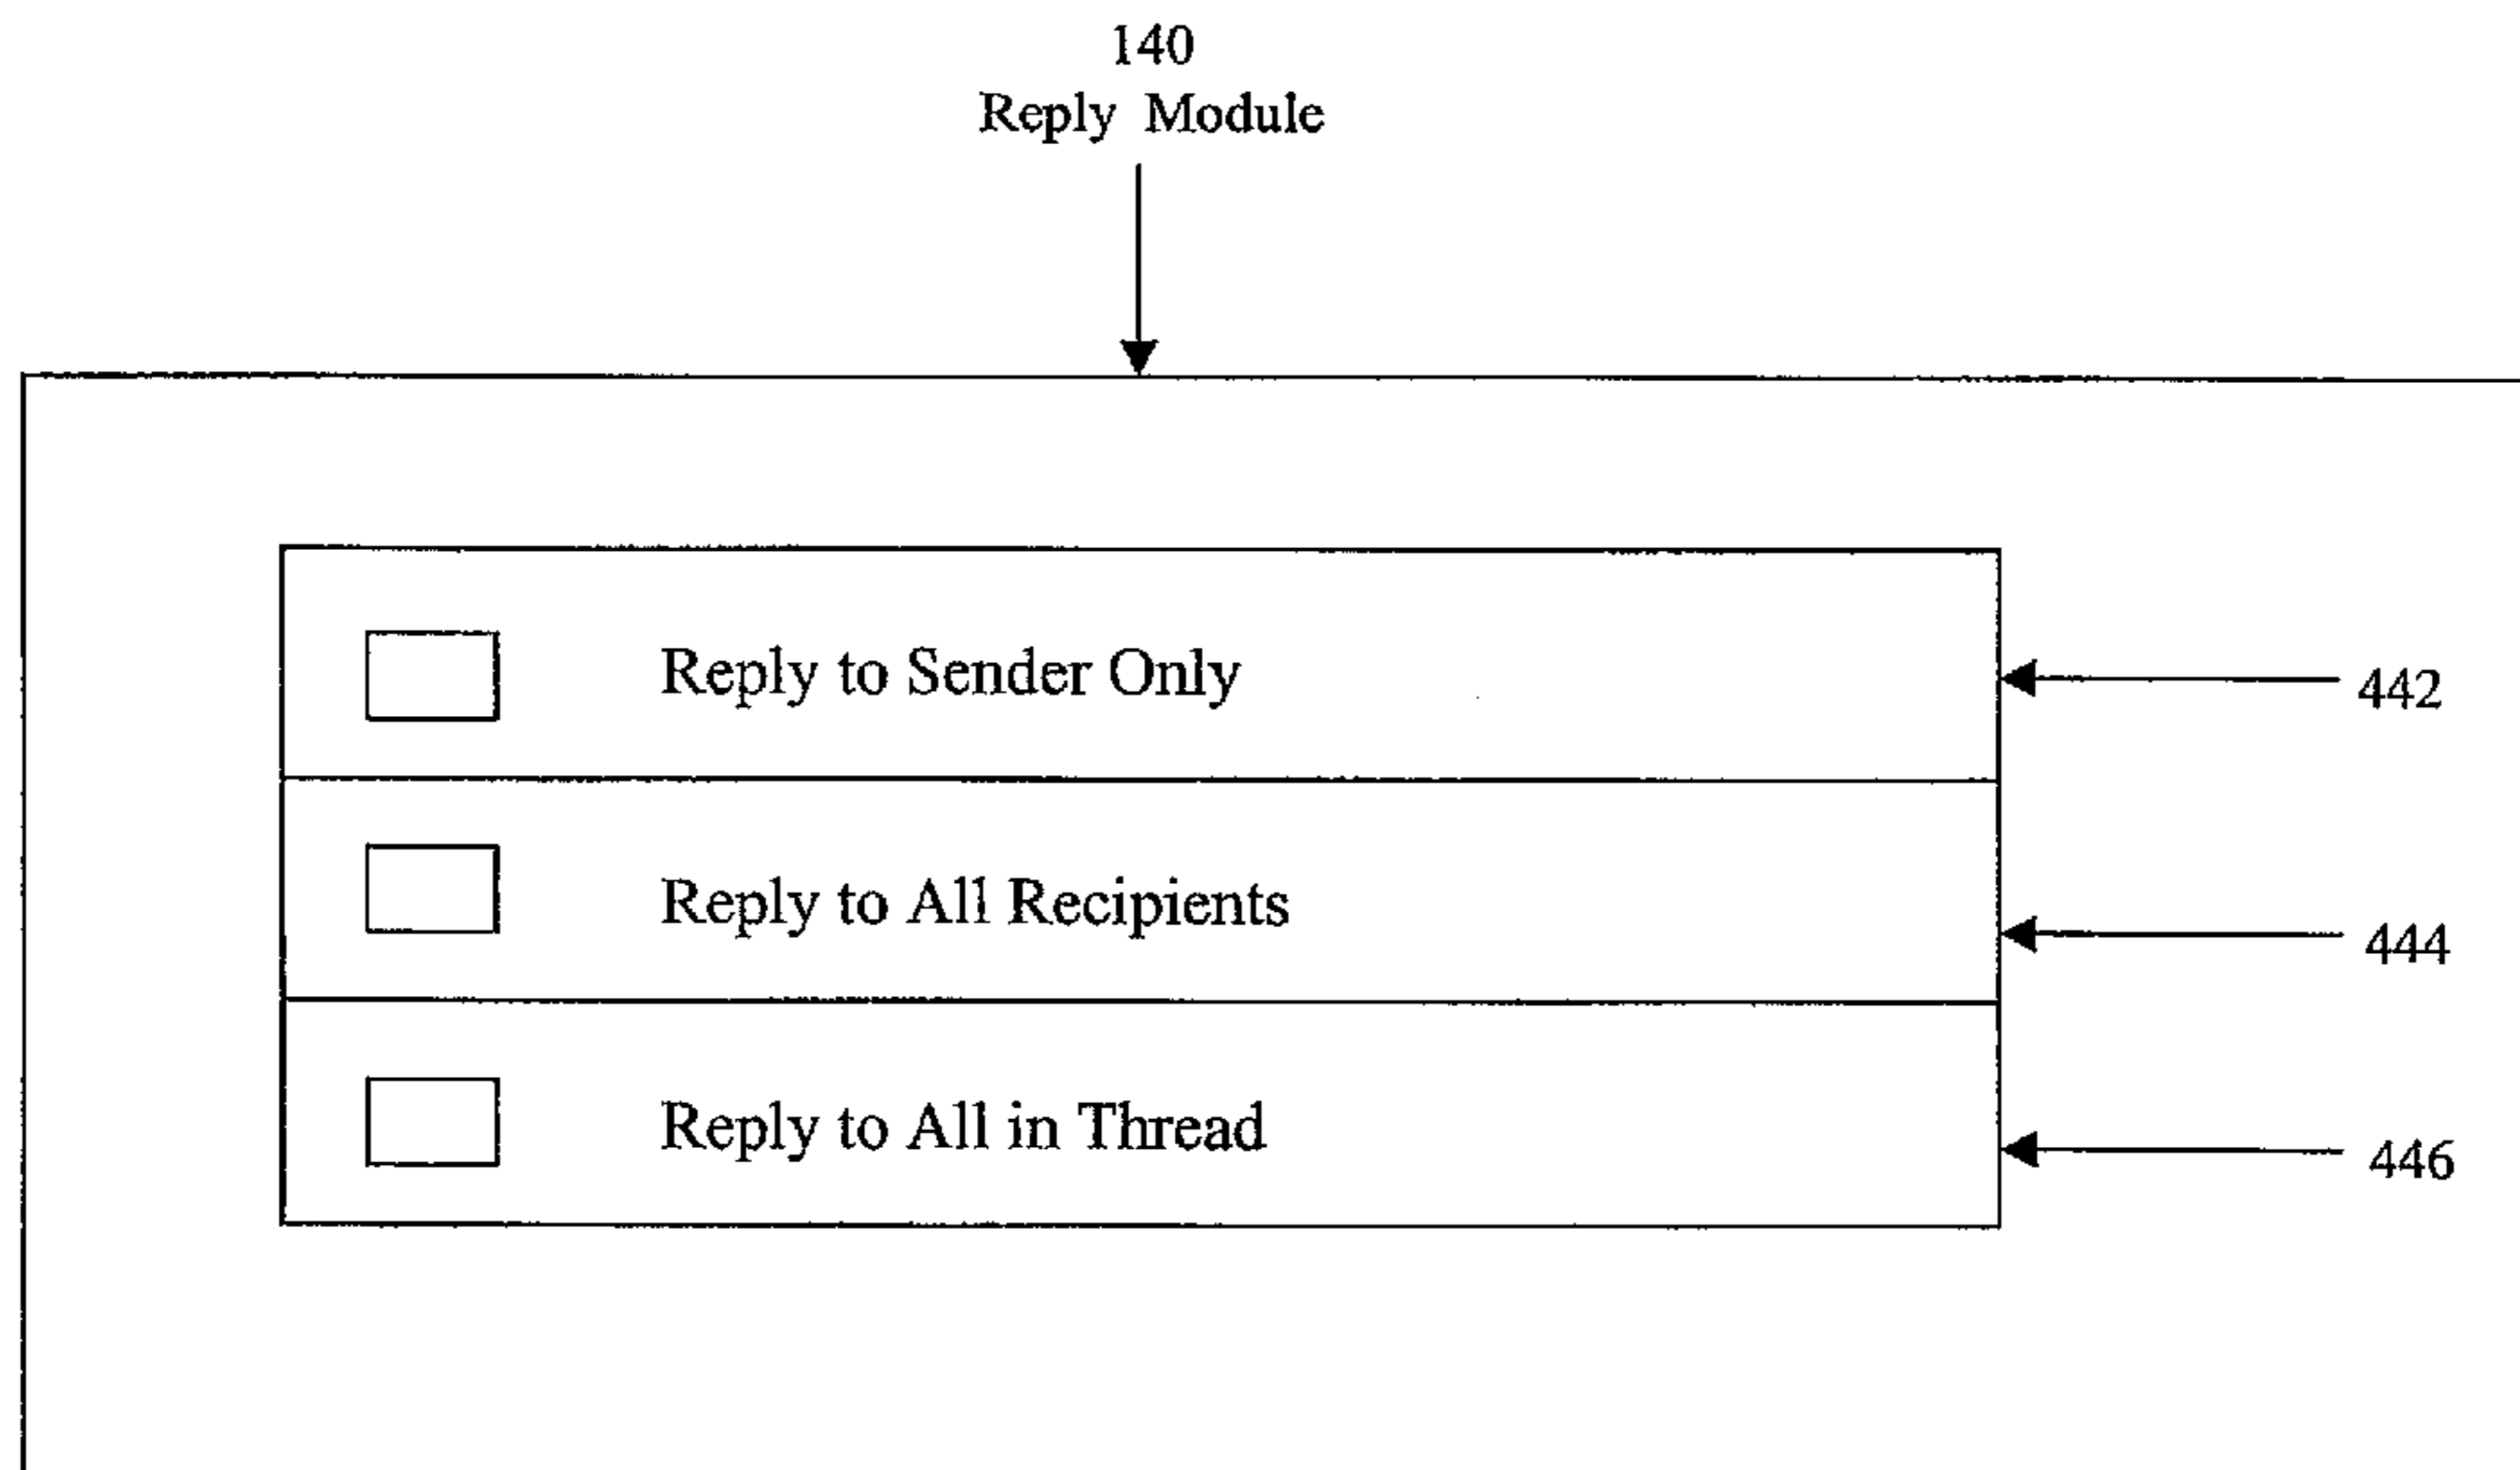 140
Reply Module
Reply to Sender Only
442
Reply to All Recipients
444
Reply to All in Thread
446